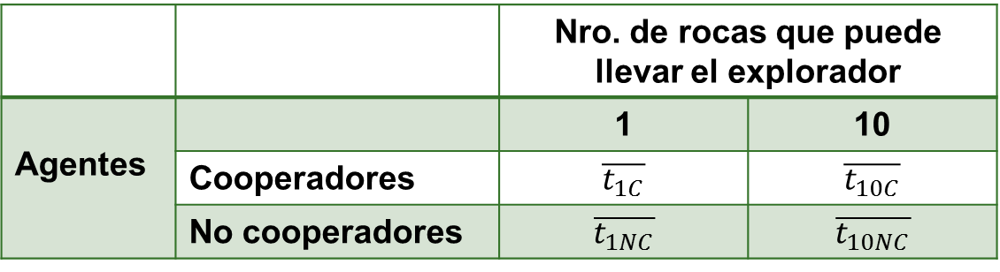 Nro. de rocas que puede
llevar el explorador
Agentes
1 10
Cooperadores $\overline{t_{1C}}$ $\overline{t_{10C}}$
No cooperadores $\overline{t_{1NC}}$ $\overline{t_{10NC}}$